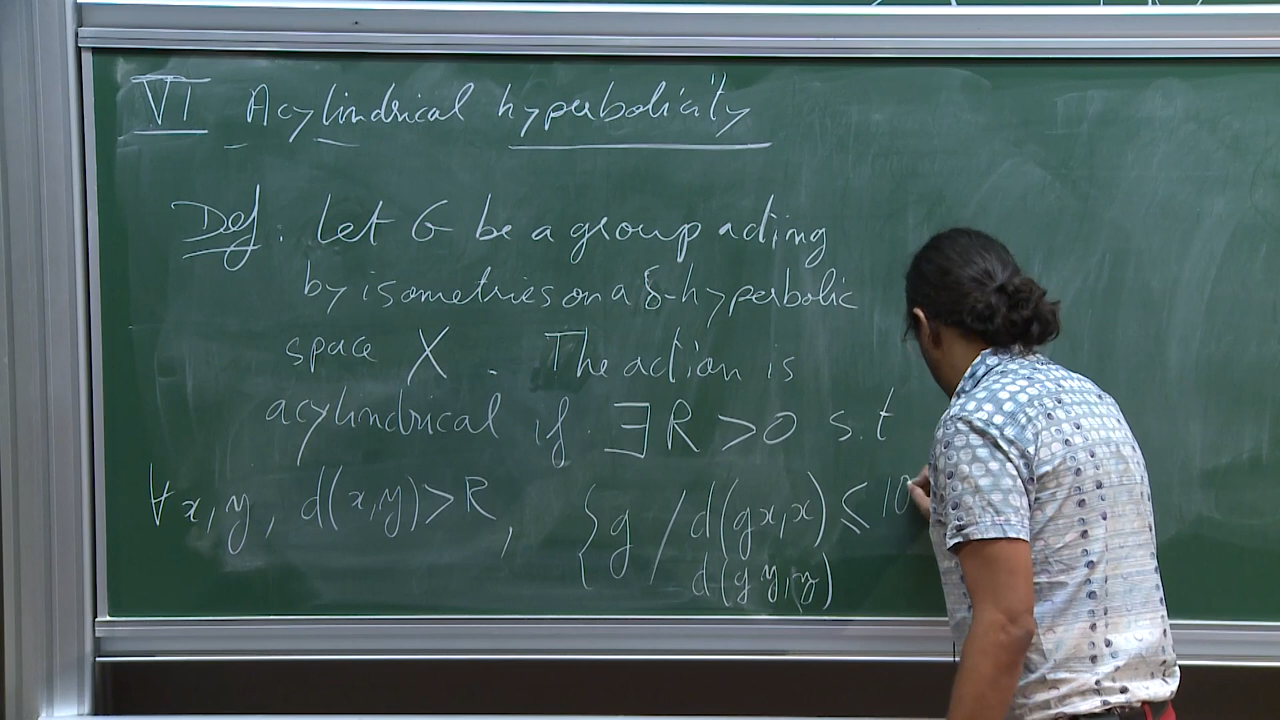 VI Acylindrical hyperbolicity
Def. Let G be a group acting
by isometries on a δ-hyperbolic
space X. The action is
acylindrical if ∃R>0 s.t
∀x,y, d(x,y)>R, {g / d(gx,x) ≤ 10
d(gy,y)